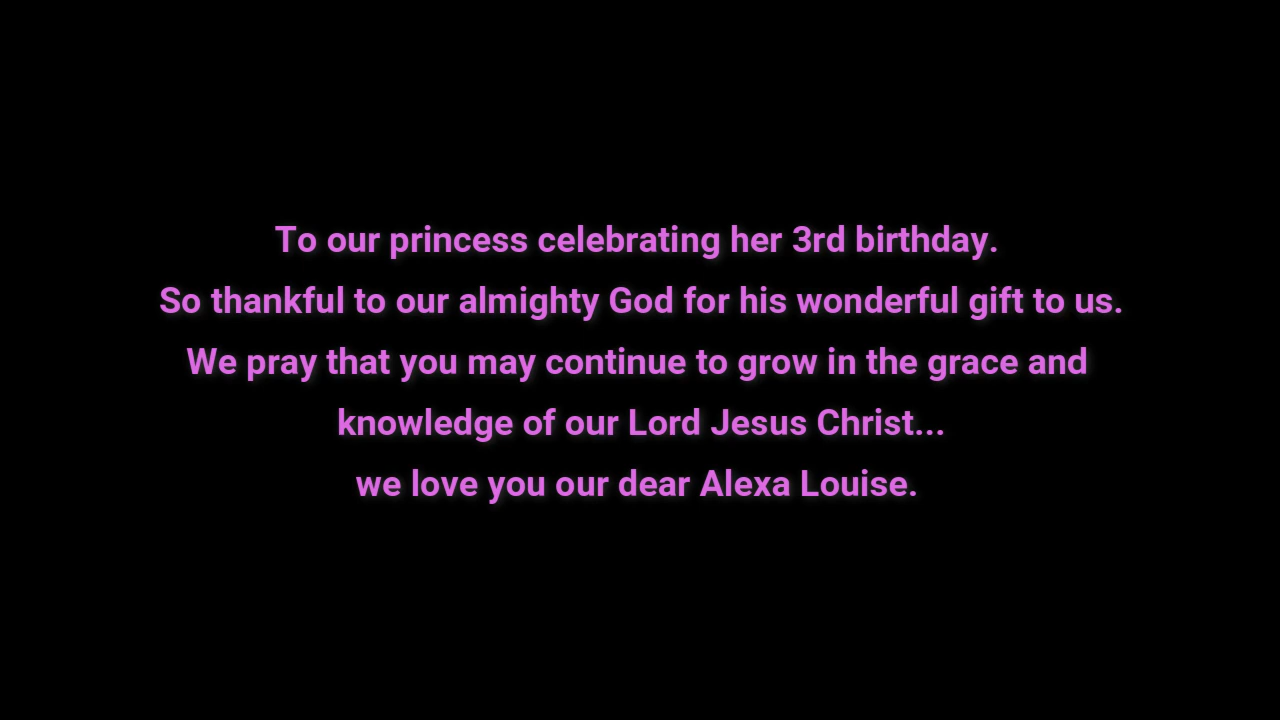 To our princess celebrating her 3rd birthday.
So thankful to our almighty God for his wonderful gift to us.
We pray that you may continue to grow in the grace and
knowledge of our Lord Jesus Christ...
we love you our dear Alexa Louise.